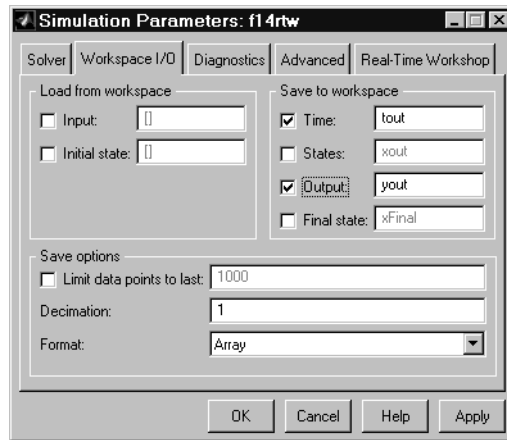 Simulation Parameters: f14rtw
Solver Workspace I/O Diagnostics Advanced Real-Time Workshop
Load from workspace
Input: []
Initial state: []
Save to workspace
Time: tout
States: xout
Output: yout
Final state: xFinal
Save options
Limit data points to last: 1000
Decimation: 1
Format: Array
OK Cancel Help Apply